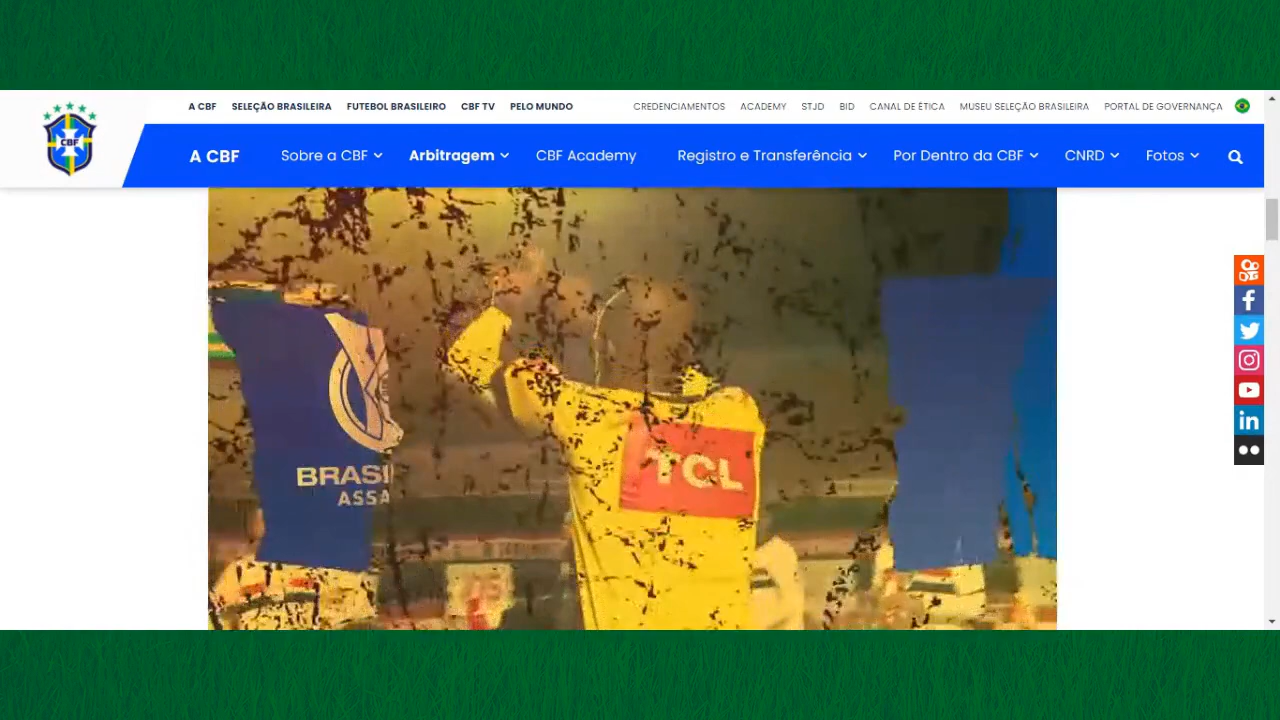 A CBF SELEÇÃO BRASILEIRA FUTEBOL BRASILEIRO CBF TV PELO MUNDO CREDENCIAMENTOS ACADEMY STJD BID CANAL DE ÉTICA MUSEU SELEÇÃO BRASILEIRA PORTAL DE GOVERNANÇA
CBF
A CBF Sobre a CBF Arbitragem CBF Academy Registro e Transferência Por Dentro da CBF CNRD Fotos
BRASI
ASSA
TCL